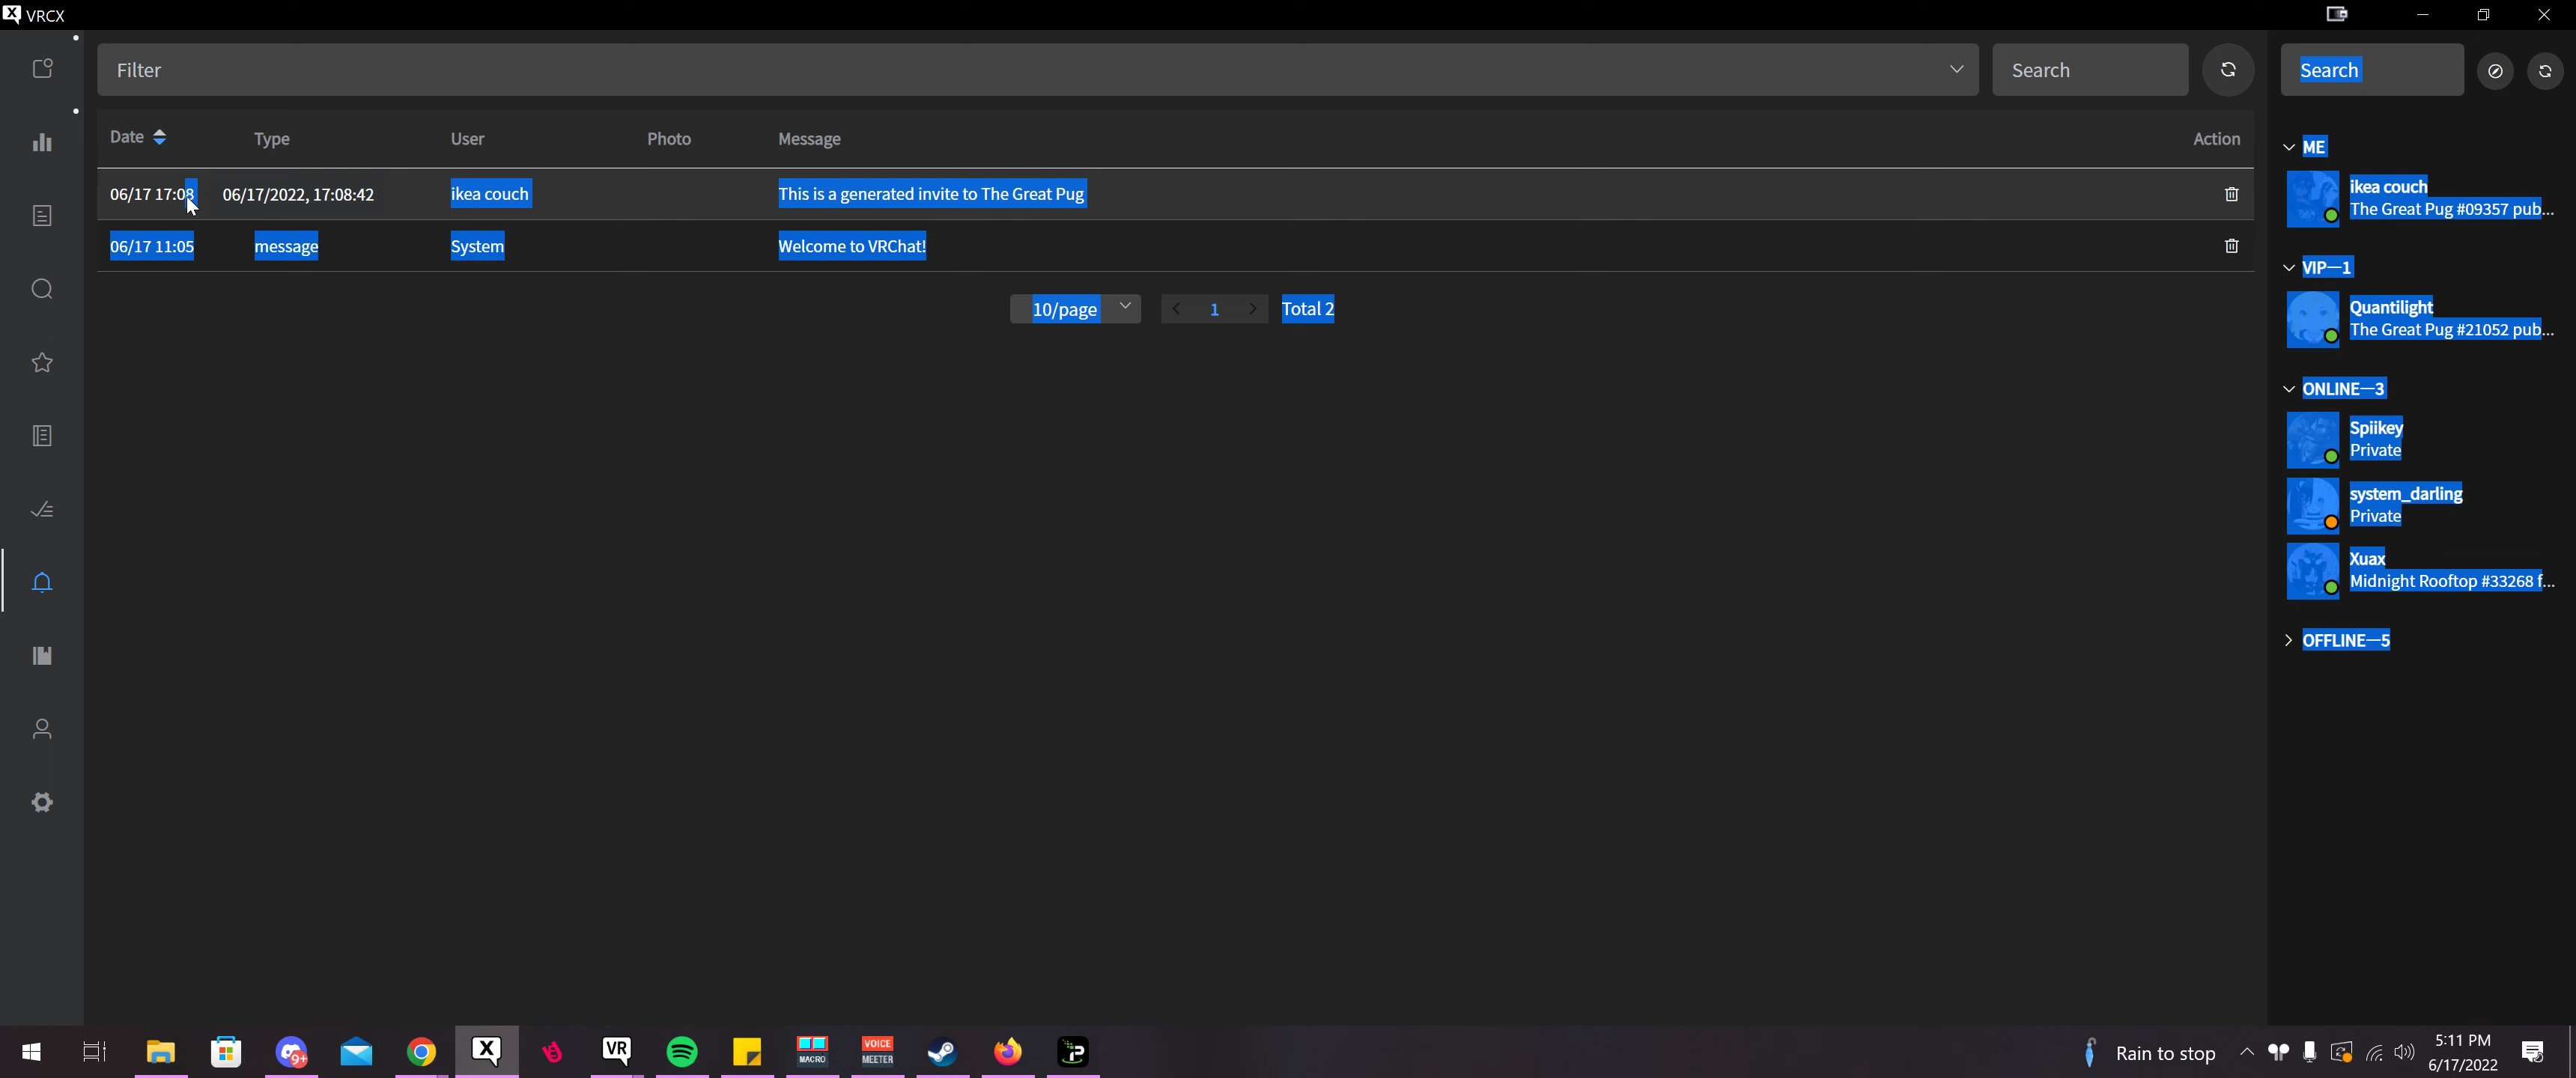 VRCX
Filter
Search
Search
Date Type User Photo Message Action
06/17 17:08 06/17/2022, 17:08:42 ikea couch This is a generated invite to The Great Pug
06/17 11:05 message System Welcome to VRChat!
10/page 1 Total 2
ME
ikea couch
The Great Pug #09357 pub...
VIP—1
Quantilight
The Great Pug #21052 pub...
ONLINE—3
Spiikey
Private
system_darling
Private
Xuax
Midnight Rooftop #33268 f...
OFFLINE—5
9+
X
VR
MACRO
VOICE
MEETER
Rain to stop
5:11 PM
6/17/2022
3